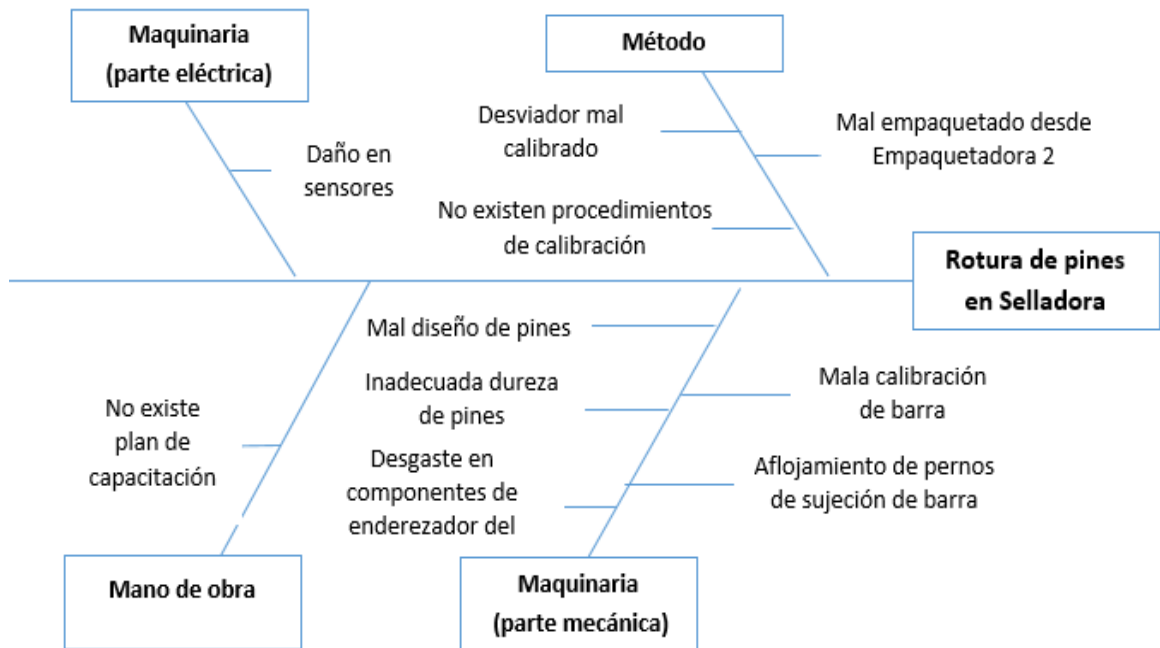 Maquinaria
(parte eléctrica)
Método
Daño en
sensores
Desviador mal
calibrado
Mal empaquetado desde
Empaquetadora 2
No existen procedimientos
de calibración
Rotura de pines
en Selladora
Mal diseño de pines
Inadecuada dureza
de pines
Desgaste en
componentes de
enderezador del
Mala calibración
de barra
Aflojamiento de pernos
de sujeción de barra
No existe
plan de
capacitación
Mano de obra
Maquinaria
(parte mecánica)